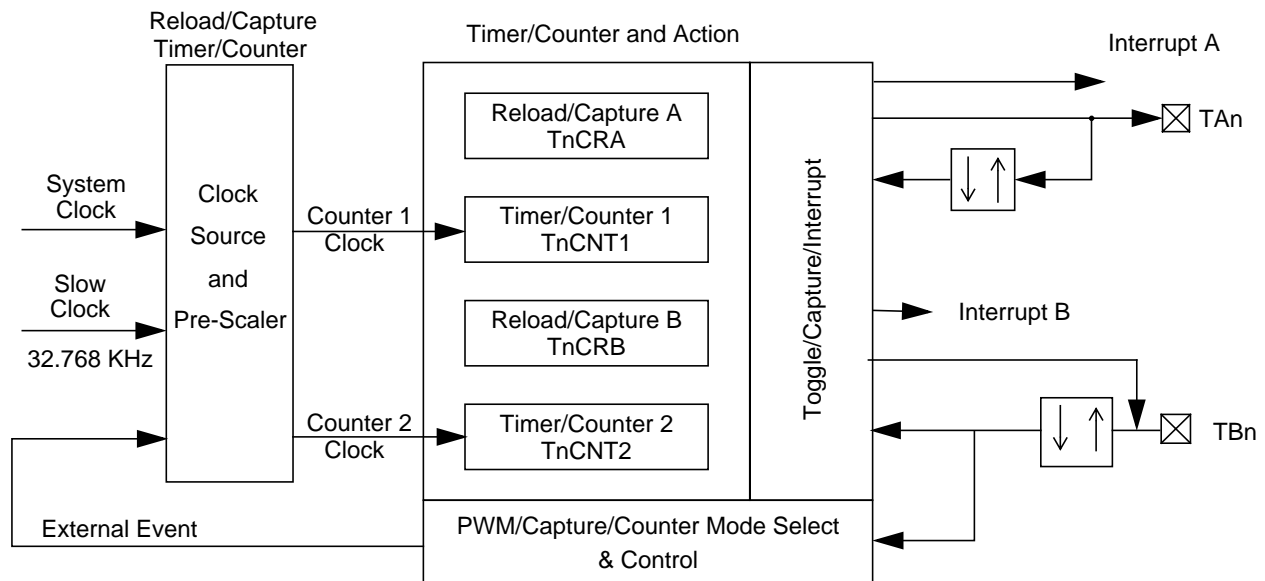 Reload/Capture
Timer/Counter
Timer/Counter and Action
Interrupt A
Reload/Capture A
TnCRA
TAn
System
Clock
Clock
Source
and
Pre-Scaler
Counter 1
Clock
Timer/Counter 1
TnCNT1
Toggle/Capture/Interrupt
Slow
Clock
32.768 KHz
Reload/Capture B
TnCRB
Interrupt B
Counter 2
Clock
Timer/Counter 2
TnCNT2
TBn
External Event
PWM/Capture/Counter Mode Select
& Control